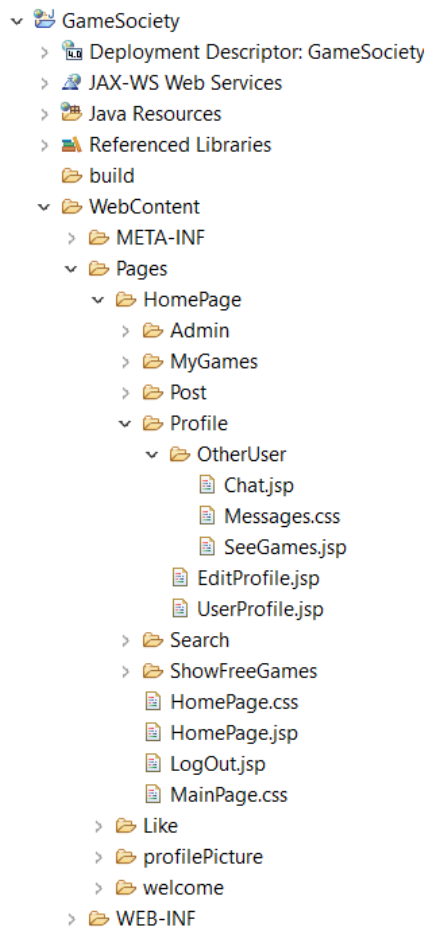 GameSociety
Deployment Descriptor: GameSociety
JAX-WS Web Services
Java Resources
Referenced Libraries
build
WebContent
META-INF
Pages
HomePage
Admin
MyGames
Post
Profile
OtherUser
Chat.jsp
Messages.css
SeeGames.jsp
EditProfile.jsp
UserProfile.jsp
Search
ShowFreeGames
HomePage.css
HomePage.jsp
LogOut.jsp
MainPage.css
Like
profilePicture
welcome
WEB-INF